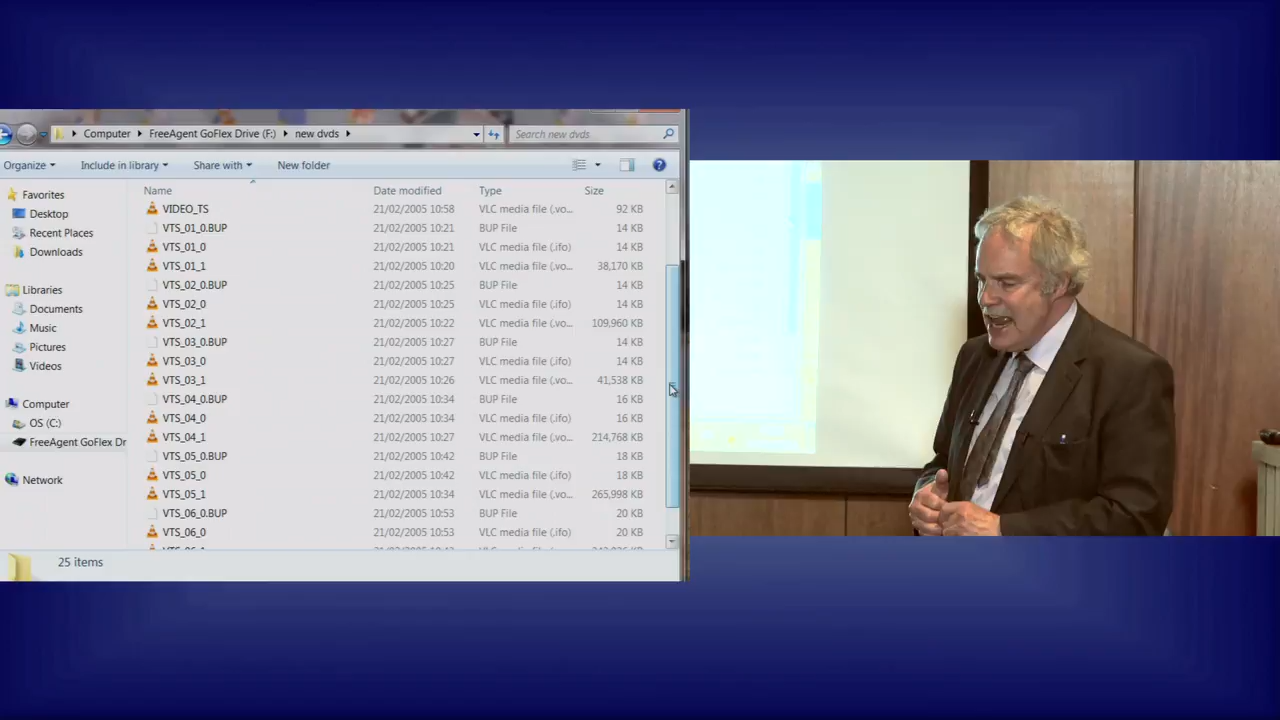 Computer FreeAgent GoFlex Drive (F:) new dvds Search new dvds
Organize Include in library Share with New folder
Name Date modified Type Size
Favorites
Desktop
Recent Places
Downloads
Libraries
Documents
Music
Pictures
Videos
Computer
OS (C:)
FreeAgent GoFlex Dr
Network
VIDEO_TS 21/02/2005 10:58 VLC media file (.vo... 92 KB
VTS_01_0.BUP 21/02/2005 10:21 BUP File 14 KB
VTS_01_0 21/02/2005 10:21 VLC media file (.ifo) 14 KB
VTS_01_1 21/02/2005 10:20 VLC media file (.vo... 38,170 KB
VTS_02_0.BUP 21/02/2005 10:25 BUP File 14 KB
VTS_02_0 21/02/2005 10:25 VLC media file (.ifo) 14 KB
VTS_02_1 21/02/2005 10:22 VLC media file (.vo... 109,960 KB
VTS_03_0.BUP 21/02/2005 10:27 BUP File 14 KB
VTS_03_0 21/02/2005 10:27 VLC media file (.ifo) 14 KB
VTS_03_1 21/02/2005 10:26 VLC media file (.vo... 41,538 KB
VTS_04_0.BUP 21/02/2005 10:34 BUP File 16 KB
VTS_04_0 21/02/2005 10:34 VLC media file (.ifo) 16 KB
VTS_04_1 21/02/2005 10:27 VLC media file (.vo... 214,768 KB
VTS_05_0.BUP 21/02/2005 10:42 BUP File 18 KB
VTS_05_0 21/02/2005 10:42 VLC media file (.ifo) 18 KB
VTS_05_1 21/02/2005 10:34 VLC media file (.vo... 265,998 KB
VTS_06_0.BUP 21/02/2005 10:53 BUP File 20 KB
VTS_06_0 21/02/2005 10:53 VLC media file (.ifo) 20 KB
25 items